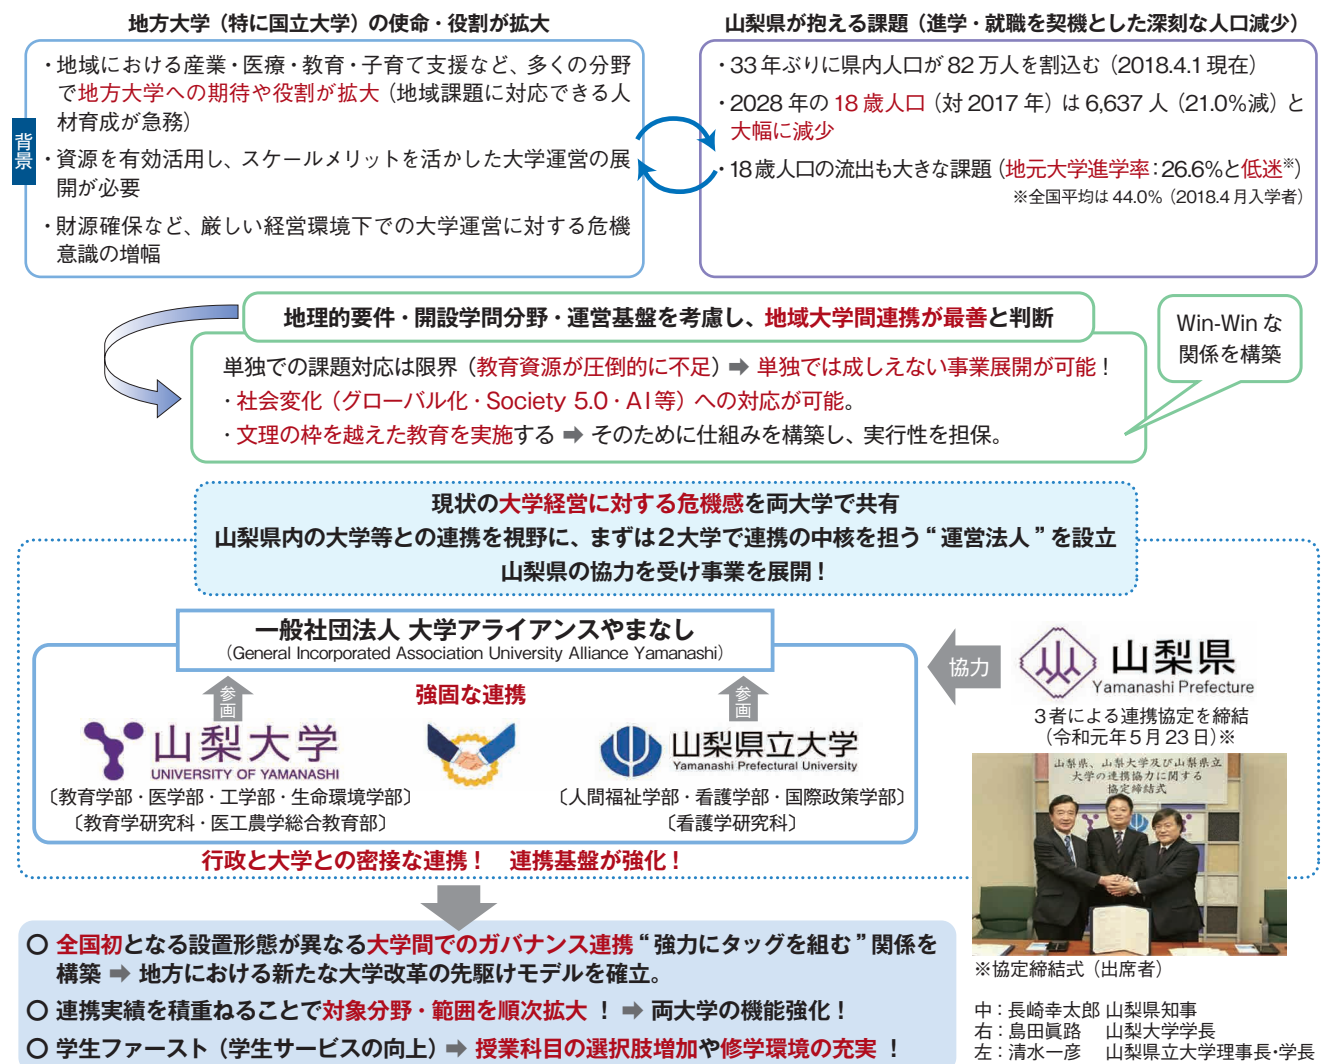 地方大学（特に国立大学）の使命・役割が拡大
背景
・地域における産業・医療・教育・子育て支援など、多くの分野
で地方大学への期待や役割が拡大（地域課題に対応できる人
材育成が急務）
・資源を有効活用し、スケールメリットを活かした大学運営の展
開が必要
・財源確保など、厳しい経営環境下での大学運営に対する危機
意識の増幅
山梨県が抱える課題（進学・就職を契機とした深刻な人口減少）
・33年ぶりに県内人口が82万人を割込む（2018.4.1現在）
・2028年の18歳人口（対2017年）は6,637人（21.0%減）と
大幅に減少
・18歳人口の流出も大きな課題（地元大学進学率：26.6%と低迷※）
※全国平均は44.0%（2018.4月入学者）
地理的要件・開設学問分野・運営基盤を考慮し、地域大学間連携が最善と判断
単独での課題対応は限界（教育資源が圧倒的に不足）➡ 単独では成しえない事業展開が可能！
・社会変化（グローバル化・Society 5.0・AI等）への対応が可能。
・文理の枠を越えた教育を実施する ➡ そのために仕組みを構築し、実行性を担保。
Win-Winな
関係を構築
現状の大学経営に対する危機感を両大学で共有
山梨県内の大学等との連携を視野に、まずは２大学で連携の中核を担う“運営法人”を設立
山梨県の協力を受け事業を展開！
一般社団法人 大学アライアンスやまなし
（General Incorporated Association University Alliance Yamanashi）
参画
強固な連携
参画
山梨大学
UNIVERSITY OF YAMANASHI
〔教育学部・医学部・工学部・生命環境学部〕
〔教育学研究科・医工農学総合教育部〕
山梨県立大学
Yamanashi Prefectural University
〔人間福祉学部・看護学部・国際政策学部〕
〔看護学研究科〕
行政と大学との密接な連携！ 連携基盤が強化！
協力
山梨県
Yamanashi Prefecture
３者による連携協定を締結
（令和元年５月23日）※
山梨県、山梨大学及び山梨県立
大学の連携協力に関する
協定締結式
※協定締結式（出席者）
中：長崎幸太郎 山梨県知事
右：島田眞路 山梨大学学長
左：清水一彦 山梨県立大学理事長・学長
〇 全国初となる設置形態が異なる大学間でのガバナンス連携“強力にタッグを組む”関係を
構築 ➡ 地方における新たな大学改革の先駆けモデルを確立。
〇 連携実績を積重ねることで対象分野・範囲を順次拡大！ ➡ 両大学の機能強化！
〇 学生ファースト（学生サービスの向上）➡ 授業科目の選択肢増加や修学環境の充実！